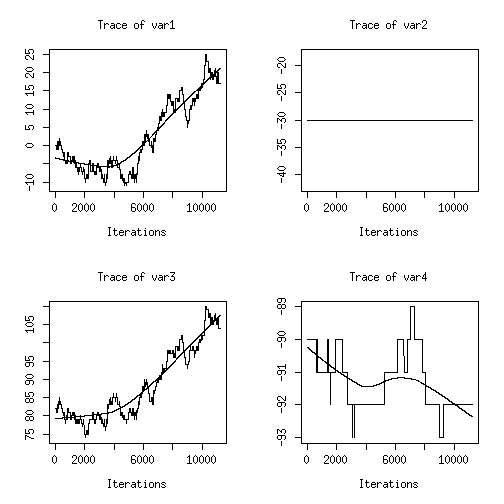 Trace of var1
25
20
15
10
5
0
-10
0 2000 6000 10000
Iterations
Trace of var2
-20
-25
-30
-35
-40
0 2000 6000 10000
Iterations
Trace of var3
105
95
90
85
80
75
0 2000 6000 10000
Iterations
Trace of var4
-89
-90
-91
-92
-93
0 2000 6000 10000
Iterations